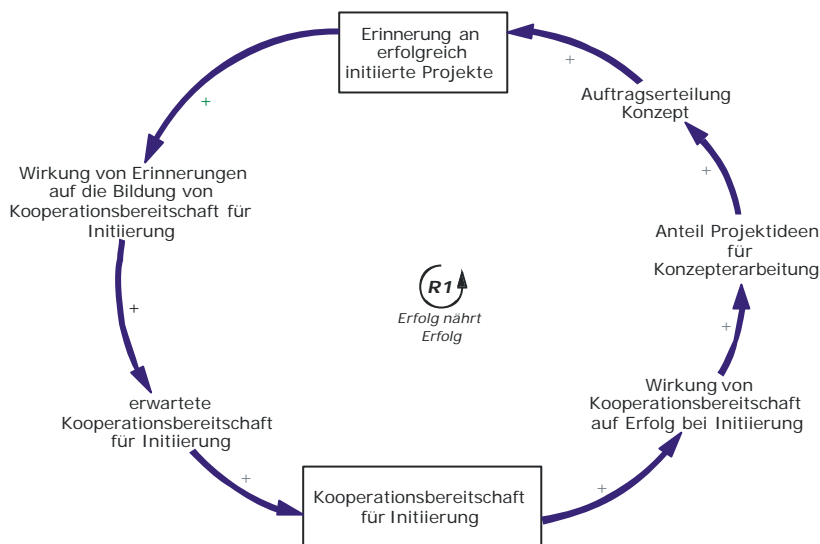 Erinnerung an
erfolgreich
initiierte Projekte
+
+
Auftragserteilung
Konzept
Wirkung von Erinnerungen
auf die Bildung von
Kooperationsbereitschaft für
Initiierung
+
Anteil Projektideen
für
Konzepterarbeitung
R1
Erfolg nährt
Erfolg
+
+
erwartete
Kooperationsbereitschaft
für Initiierung
Wirkung von
Kooperationsbereitschaft
auf Erfolg bei Initiierung
+
+
Kooperationsbereitschaft
für Initiierung